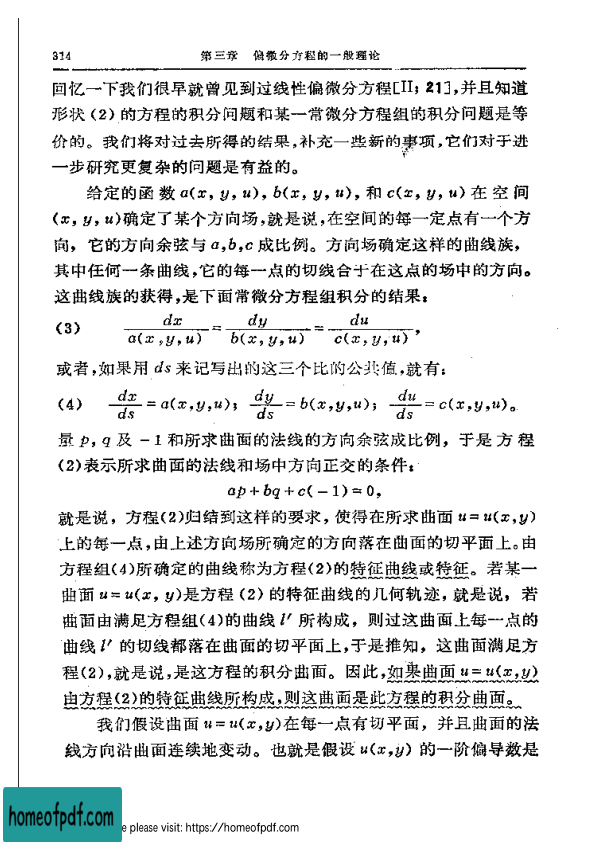 314 第三章 偏微分方程的一般理论
回忆一下我们很早就曾见到过线性偏微分方程[II; 21],并且知道
形状 (2) 的方程的积分问题和某一常微分方程组的积分问题是等
价的。我们将对过去所得的结果,补充一些新的事项,它们对于进
一步研究更复杂的问题是有益的。
给定的函数 a(x, y, u), b(x, y, u), 和 c(x, y, u) 在空间
(x, y, u)确定了某个方向场,就是说,在空间的每一定点有一个方
向, 它的方向余弦与 a,b,c 成比例。方向场确定这样的曲线族,
其中任何一条曲线,它的每一点的切线合于在这点的场中的方向。
这曲线族的获得,是下面常微分方程组积分的结果:
(3) dx/a(x,y,u) = dy/b(x,y,u) = du/c(x,y,u),
或者,如果用 ds 来记写出的这三个比的公共值,就有:
(4) dx/ds = a(x,y,u); dy/ds = b(x,y,u); du/ds = c(x,y,u)。
量 p, q 及 −1 和所求曲面的法线的方向余弦成比例, 于是方程
(2)表示所求曲面的法线和场中方向正交的条件:
ap + bq + c(−1) = 0,
就是说, 方程(2)归结到这样的要求, 使得在所求曲面 u = u(x,y)
上的每一点,由上述方向场所确定的方向落在曲面的切平面上。由
方程组(4)所确定的曲线称为方程(2)的特征曲线或特征。若某一
曲面 u = u(x, y)是方程 (2) 的特征曲线的几何轨迹, 就是说, 若
曲面由满足方程组(4)的曲线 l′ 所构成, 则过这曲面上每一点的
曲线 l′ 的切线都落在曲面的切平面上,于是推知, 这曲面满足方
程(2),就是说,是这方程的积分曲面。因此,如果曲面 u = u(x,y)
由方程(2)的特征曲线所构成,则这曲面是此方程的积分曲面。
我们假设曲面 u = u(x,y)在每一点有切平面, 并且曲面的法
线方向沿曲面连续地变动。也就是假设 u(x,y) 的一阶偏导数是
homeofpdf.com
e please visit: https://homeofpdf.com